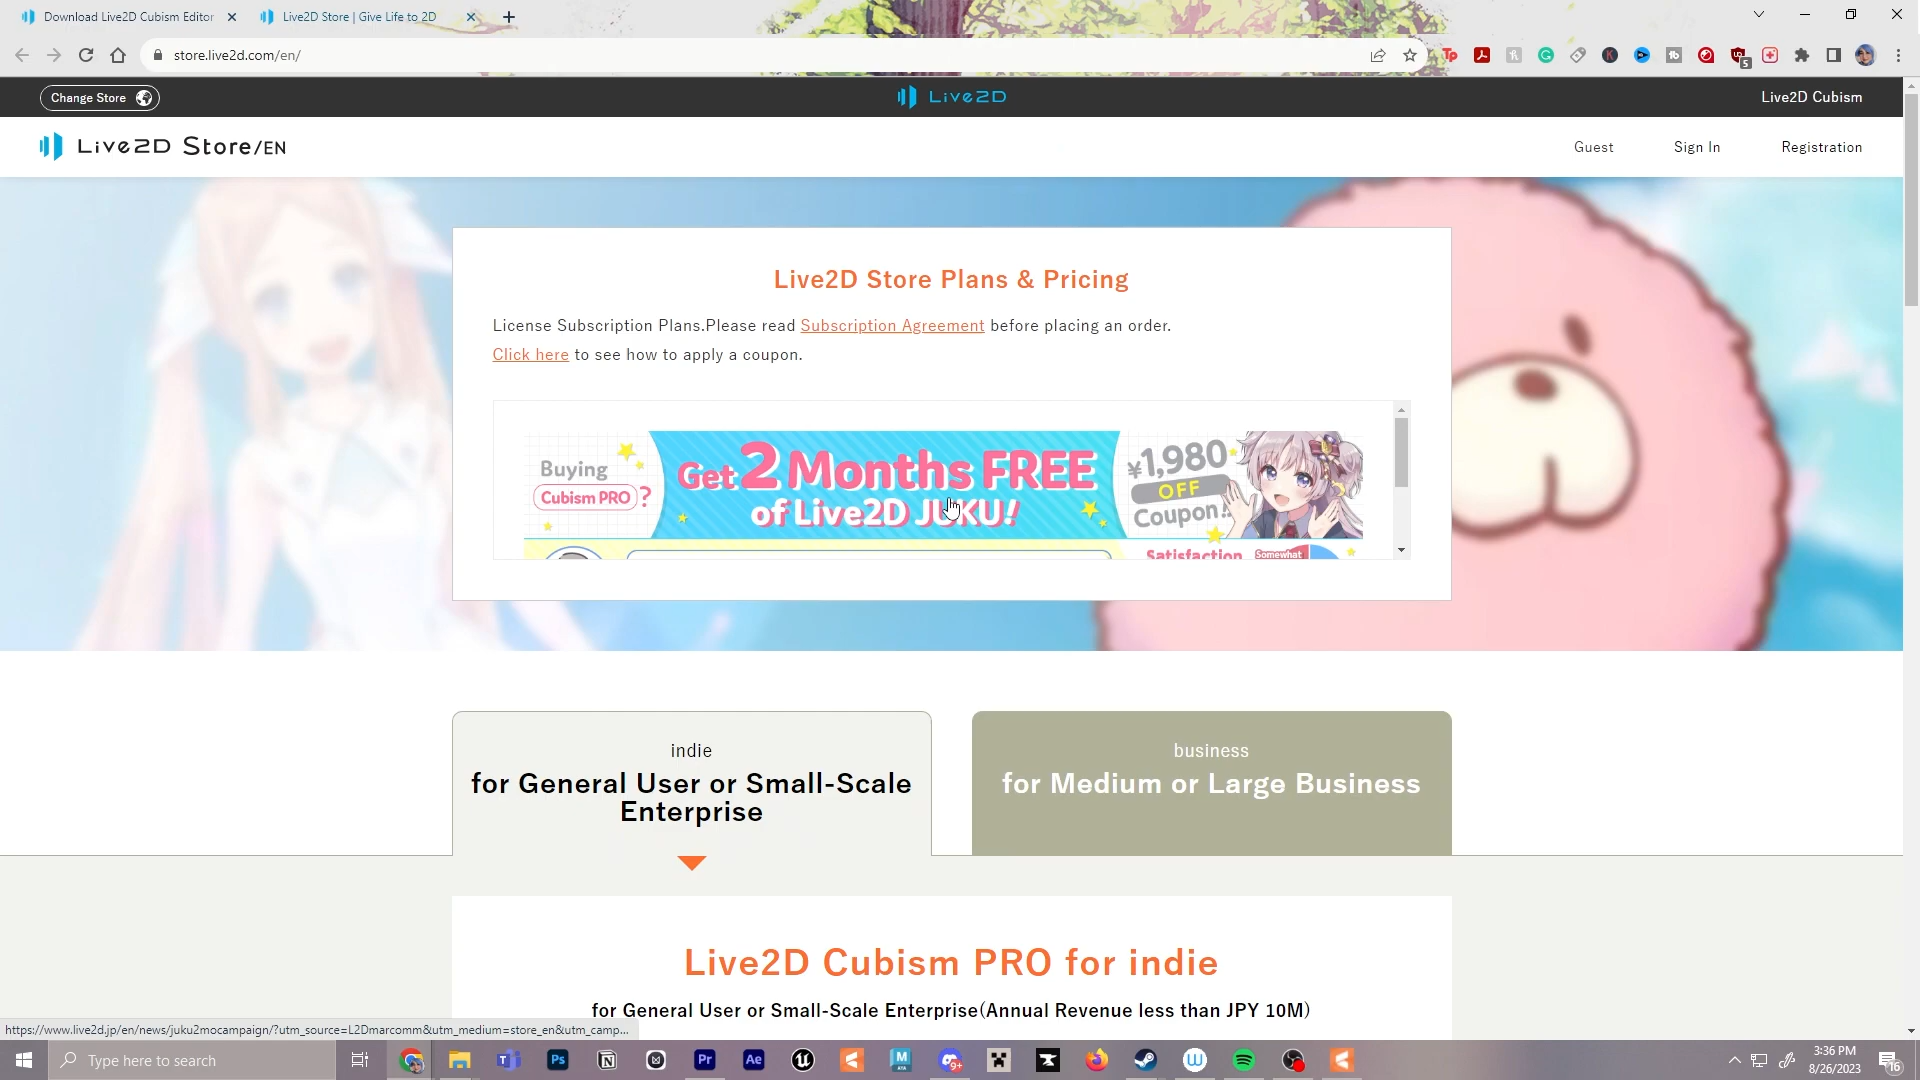 Download Live2D Cubism Editor
Live2D Store | Give Life to 2D
store.live2d.com/en/
5
Change Store
Live2D
Live2D Cubism
Live2D Store/EN
Guest
Sign In
Registration
Live2D Store Plans & Pricing
License Subscription Plans.Please read Subscription Agreement before placing an order.
Click here to see how to apply a coupon.
Buying
Cubism PRO?
Get 2 Months FREE
of Live2D JUKU!
¥1,980
OFF
Coupon!!
Satisfaction
Somewhat
indie
for General User or Small-Scale
Enterprise
business
for Medium or Large Business
Live2D Cubism PRO for indie
for General User or Small-Scale Enterprise(Annual Revenue less than JPY 10M)
https://www.live2d.jp/en/news/juku2mocampaign/?utm_source=L2Dmarcomm&utm_medium=store_en&utm_camp...
Type here to search
Ps
Pr
Ae
9+
3:36 PM
8/26/2023
16